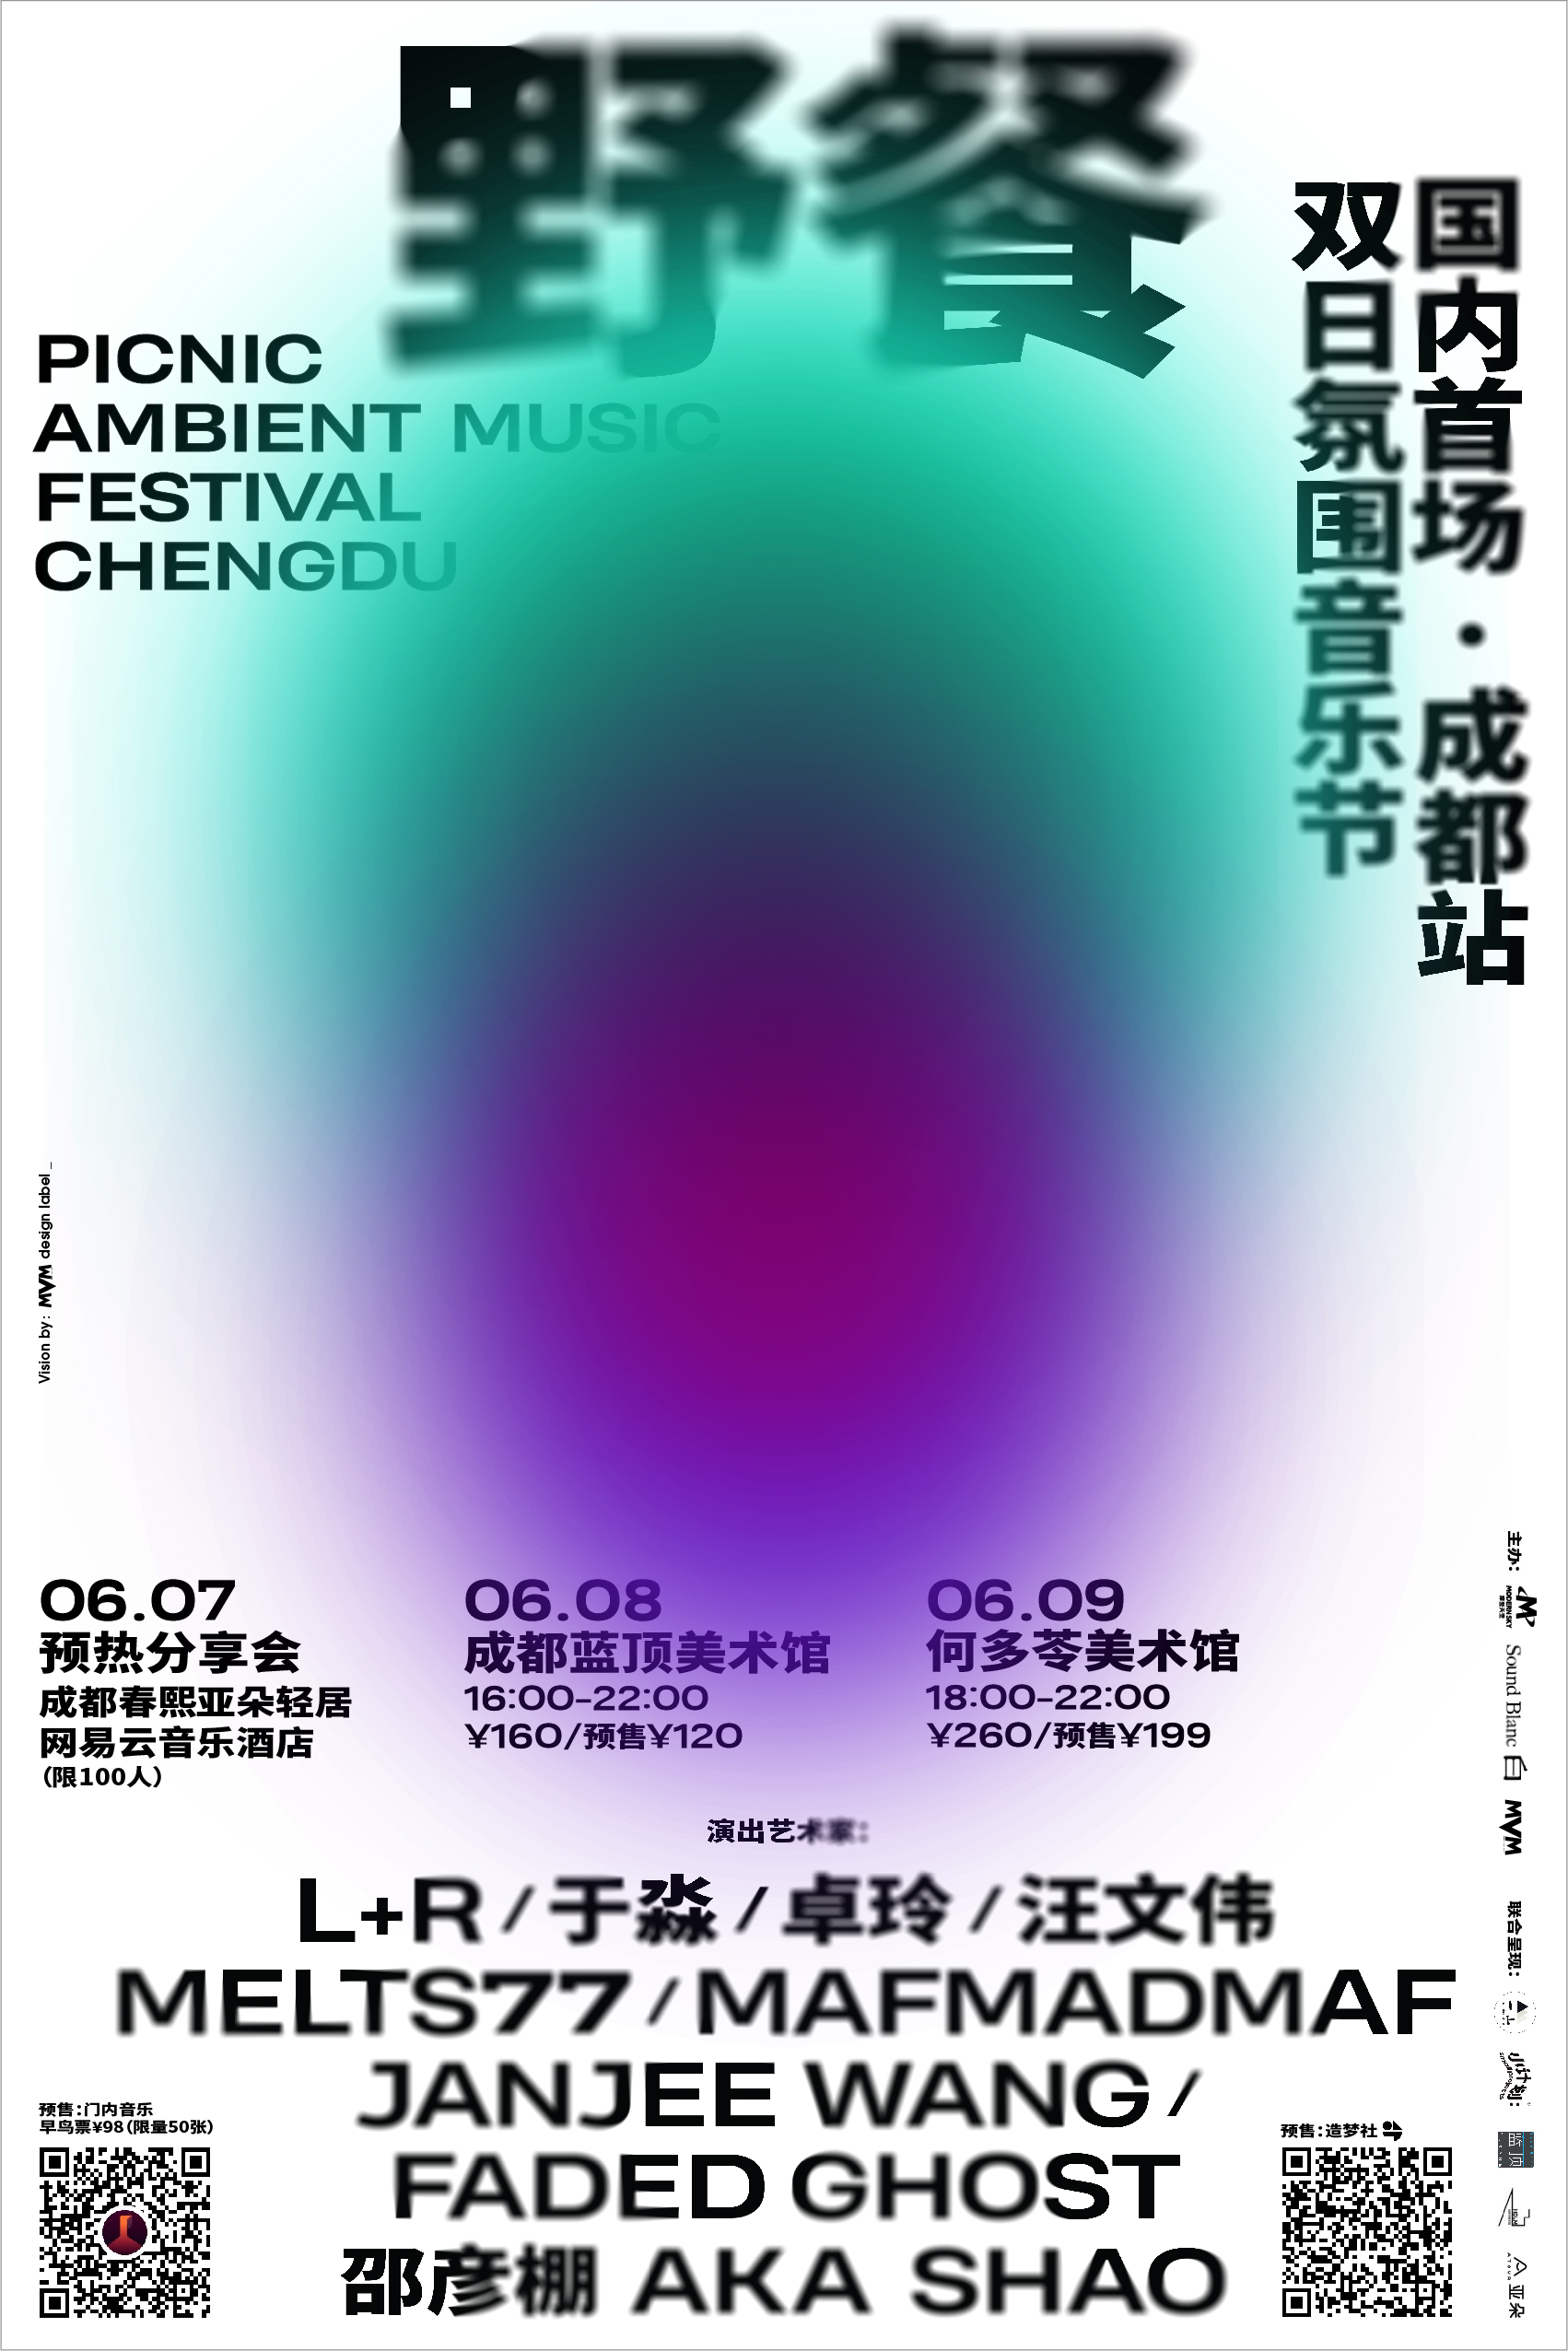 野餐
国内首场·成都站
双日氛围音乐节
PICNIC
AMBIENT MUSIC
FESTIVAL
CHENGDU
Vision by: MVM design label _
06.07
预热分享会
成都春熙亚朵轻居
网易云音乐酒店
(限100人)
06.08
成都蓝顶美术馆
16:00-22:00
¥160/预售¥120
06.09
何多苓美术馆
18:00-22:00
¥260/预售¥199
演出艺术家:
L+R / 于淼 / 卓玲 / 汪文伟
MELTS77 / MAFMADMAF
JANJEE WANG /
FADED GHOST
邵彦棚 AKA SHAO
预售:门内音乐
早鸟票¥98(限量50张)
预售:造梦社
主办:
MODERN SKY
Sound Blanc
MVM
联合呈现:
小计划:
蓝顶
亚朵